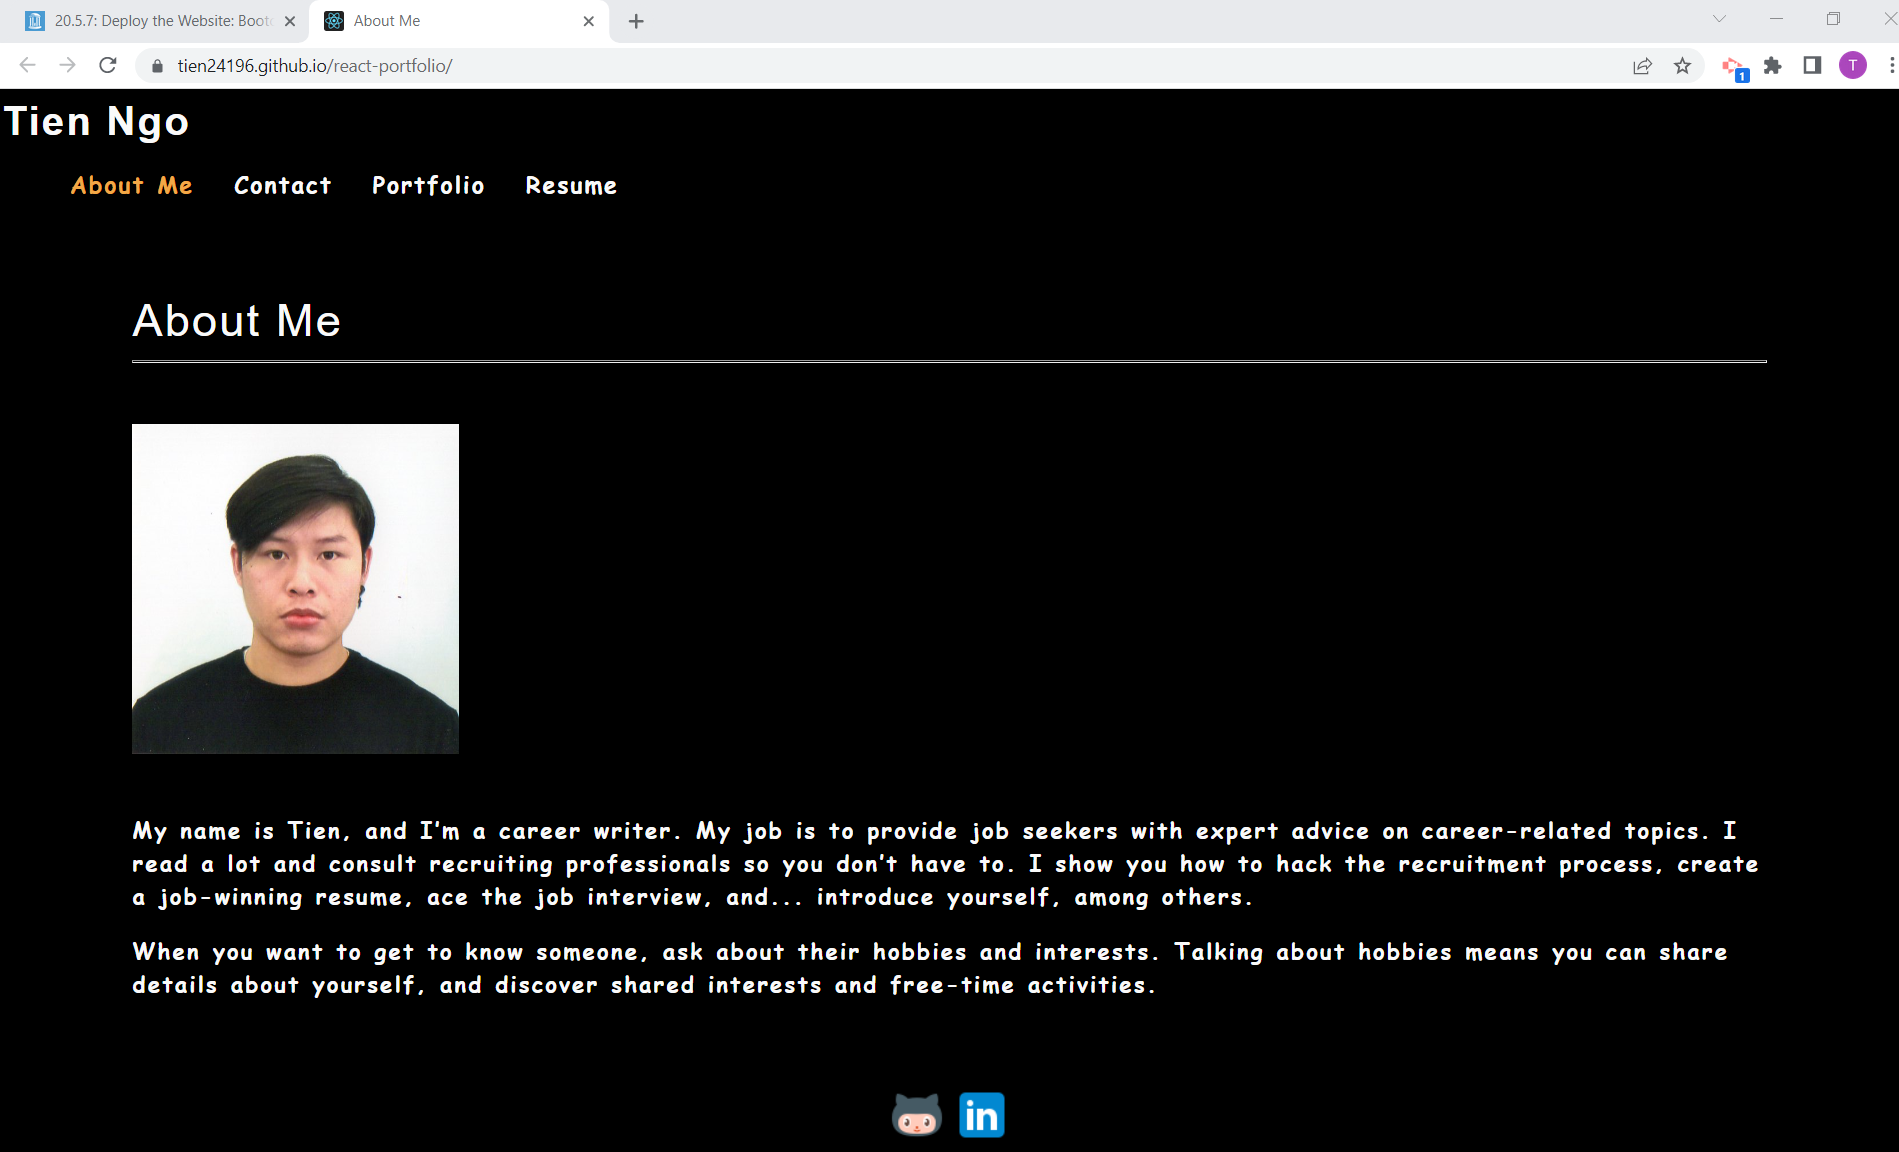 20.5.7: Deploy the Website: Boot
About Me
tien24196.github.io/react-portfolio/
1
T
Tien Ngo
About Me Contact Portfolio Resume
About Me
My name is Tien, and I'm a career writer. My job is to provide job seekers with expert advice on career-related topics. I
read a lot and consult recruiting professionals so you don't have to. I show you how to hack the recruitment process, create
a job-winning resume, ace the job interview, and... introduce yourself, among others.
When you want to get to know someone, ask about their hobbies and interests. Talking about hobbies means you can share
details about yourself, and discover shared interests and free-time activities.
in